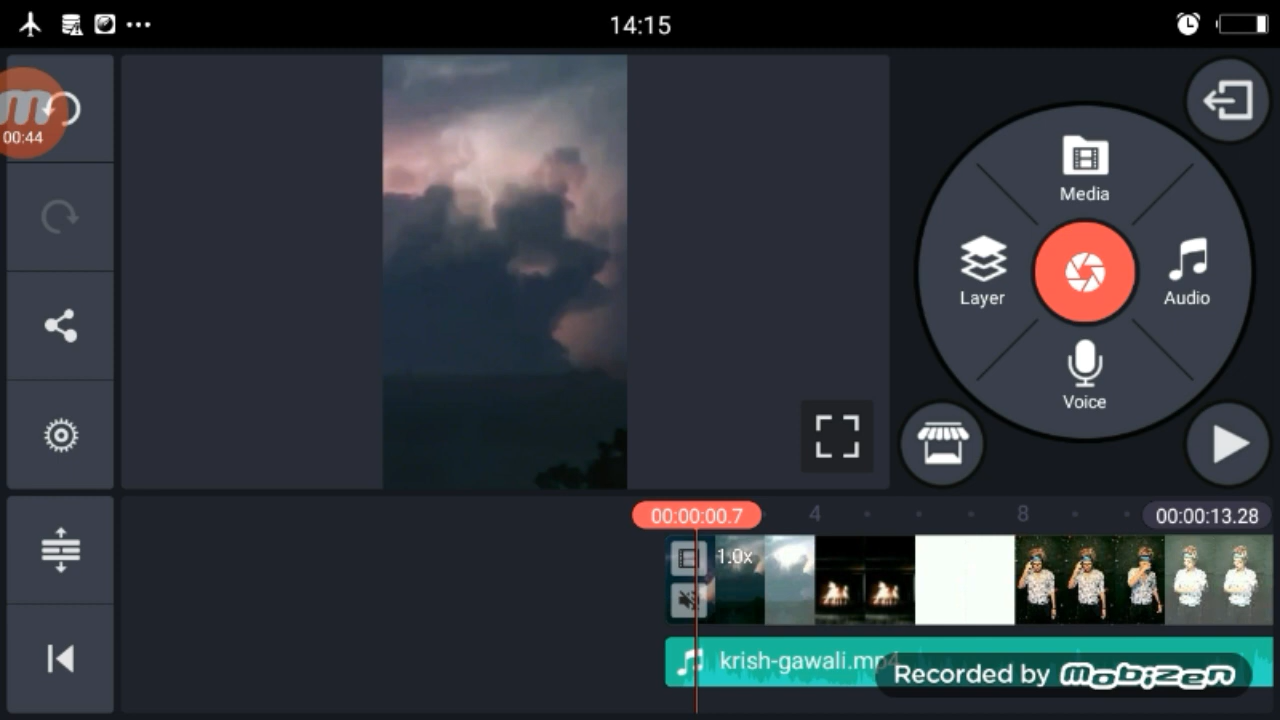 14:15
m
00:44
Media
Layer
Audio
Voice
00:00:00.7
4
8
00:00:13.28
1.0x
krish-gawali.mp4
Recorded by mobizen